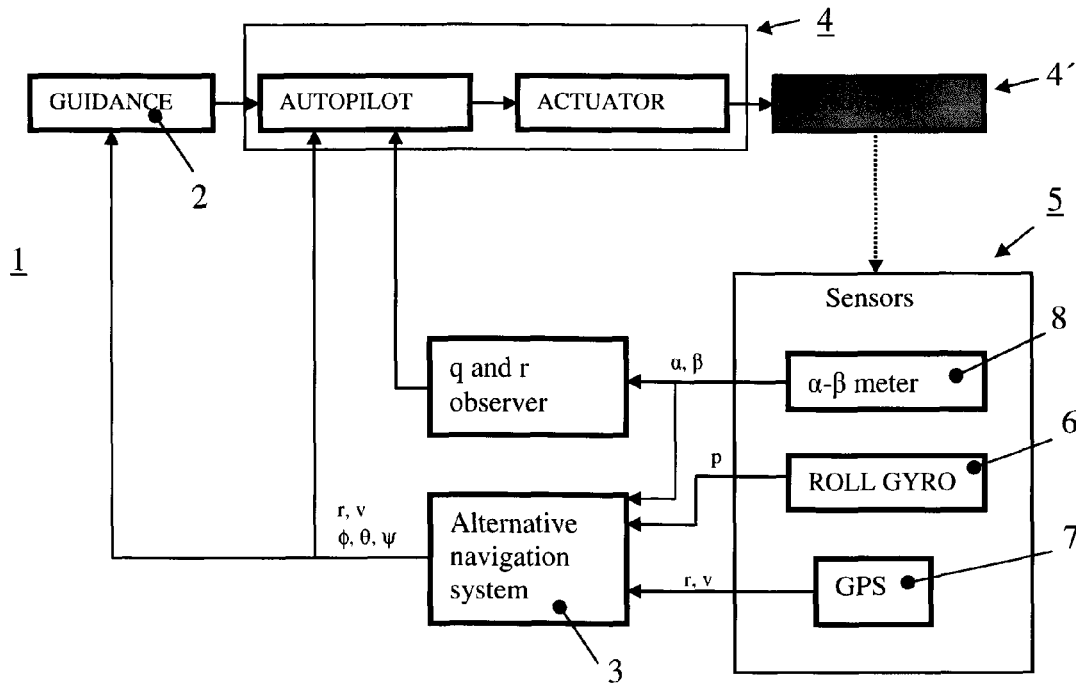 4
4´
GUIDANCE
AUTOPILOT
ACTUATOR
2
5
1
Sensors
8
q and r
observer
α, β
α-β meter
6
p
ROLL GYRO
r, v
ϕ, θ, ψ
Alternative
navigation
system
7
r, v
GPS
3